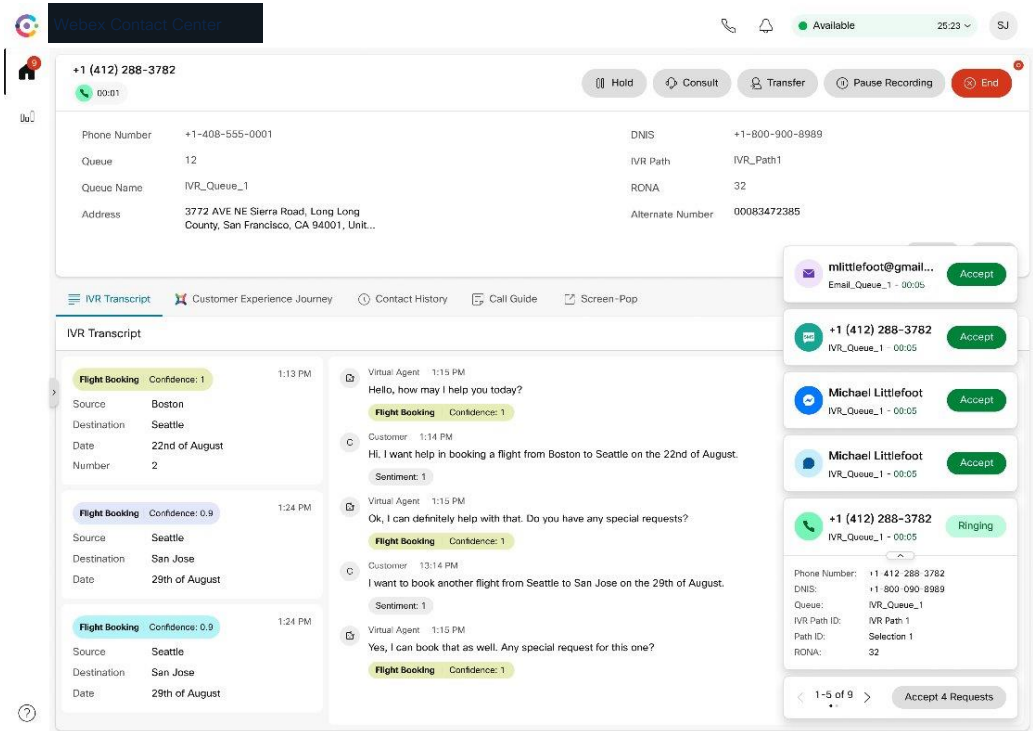 Webex Contact Center
Available
25:23
SJ
9
+1 (412) 288-3782
00:01
Hold
Consult
Transfer
Pause Recording
End
Phone Number
+1-408-555-0001
DNIS
+1-800-900-8989
Queue
12
IVR Path
IVR_Path1
Queue Name
IVR_Queue_1
RONA
32
Address
3772 AVE NE Sierra Road, Long Long
County, San Francisco, CA 94001, Unit...
Alternate Number
00083472385
IVR Transcript
Customer Experience Journey
Contact History
Call Guide
Screen-Pop
IVR Transcript
Flight Booking Confidence: 1
1:13 PM
Source Boston
Destination Seattle
Date 22nd of August
Number 2
Flight Booking Confidence: 0.9
1:24 PM
Source Seattle
Destination San Jose
Date 29th of August
Flight Booking Confidence: 0.9
1:24 PM
Source Seattle
Destination San Jose
Date 29th of August
Virtual Agent 1:15 PM
Hello, how may I help you today?
Flight Booking Confidence: 1
C
Customer 1:14 PM
Hi, I want help in booking a flight from Boston to Seattle on the 22nd of August.
Sentiment: 1
Virtual Agent 1:15 PM
Ok, I can definitely help with that. Do you have any special requests?
Flight Booking Confidence: 1
C
Customer 13:14 PM
I want to book another flight from Seattle to San Jose on the 29th of August.
Sentiment: 1
Virtual Agent 1:15 PM
Yes, I can book that as well. Any special request for this one?
Flight Booking Confidence: 1
mlittlefoot@gmail...
Email_Queue_1 - 00:05
Accept
SMS
+1 (412) 288-3782
IVR_Queue_1 - 00:05
Accept
Michael Littlefoot
IVR_Queue_1 - 00:05
Accept
Michael Littlefoot
IVR_Queue_1 - 00:05
Accept
+1 (412) 288-3782
IVR_Queue_1 - 00:05
Ringing
Phone Number: +1-412-288-3782
DNIS: +1-800-090-8989
Queue: IVR_Queue_1
IVR Path ID: IVR Path 1
Path ID: Selection 1
RONA: 32
1-5 of 9
Accept 4 Requests